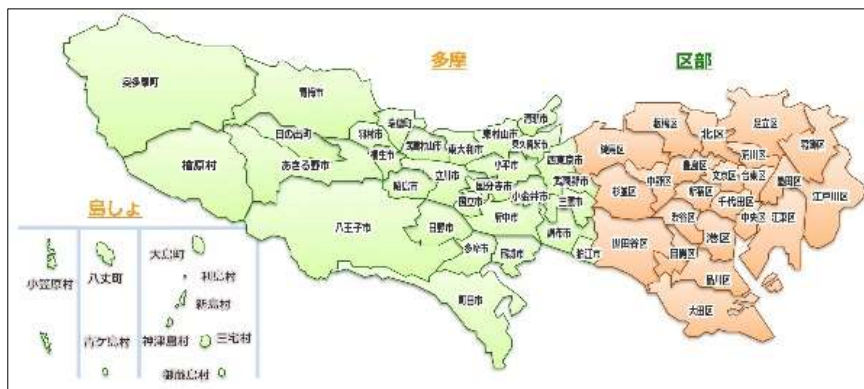 多摩
区部
島しょ
奥多摩町
青梅市
日の出町
檜原村
あきる野市
羽村市
瑞穂町
福生市
武蔵村山市
東大和市
東村山市
清瀬市
東久留米市
昭島市
立川市
小平市
国分寺市
国立市
小金井市
西東京市
武蔵野市
三鷹市
八王子市
日野市
府中市
調布市
狛江市
多摩市
稲城市
町田市
練馬区
板橋区
北区
足立区
葛飾区
荒川区
豊島区
文京区
台東区
墨田区
江戸川区
杉並区
中野区
新宿区
千代田区
中央区
江東区
渋谷区
港区
世田谷区
目黒区
品川区
大田区
小笠原村
八丈町
大島町
利島村
新島村
青ケ島村
神津島村
三宅村
御蔵島村